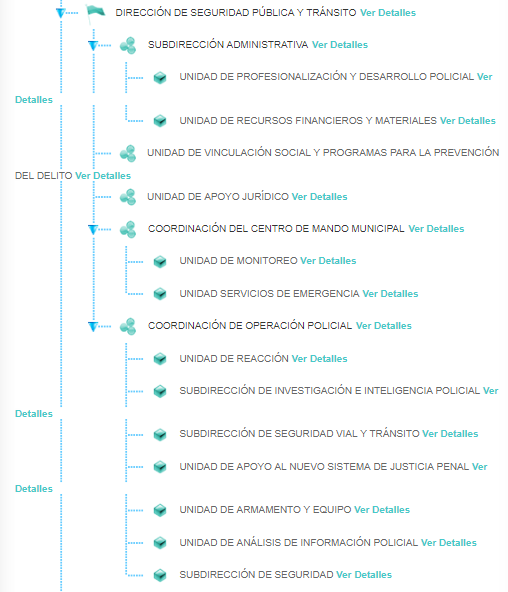 DIRECCIÓN DE SEGURIDAD PÚBLICA Y TRÁNSITO Ver Detalles
SUBDIRECCIÓN ADMINISTRATIVA Ver Detalles
UNIDAD DE PROFESIONALIZACIÓN Y DESARROLLO POLICIAL Ver
Detalles
UNIDAD DE RECURSOS FINANCIEROS Y MATERIALES Ver Detalles
UNIDAD DE VINCULACIÓN SOCIAL Y PROGRAMAS PARA LA PREVENCIÓN
DEL DELITO Ver Detalles
UNIDAD DE APOYO JURÍDICO Ver Detalles
COORDINACIÓN DEL CENTRO DE MANDO MUNICIPAL Ver Detalles
UNIDAD DE MONITOREO Ver Detalles
UNIDAD SERVICIOS DE EMERGENCIA Ver Detalles
COORDINACIÓN DE OPERACIÓN POLICIAL Ver Detalles
UNIDAD DE REACCIÓN Ver Detalles
SUBDIRECCIÓN DE INVESTIGACIÓN E INTELIGENCIA POLICIAL Ver
Detalles
SUBDIRECCIÓN DE SEGURIDAD VIAL Y TRÁNSITO Ver Detalles
UNIDAD DE APOYO AL NUEVO SISTEMA DE JUSTICIA PENAL Ver
Detalles
UNIDAD DE ARMAMENTO Y EQUIPO Ver Detalles
UNIDAD DE ANÁLISIS DE INFORMACIÓN POLICIAL Ver Detalles
SUBDIRECCIÓN DE SEGURIDAD Ver Detalles